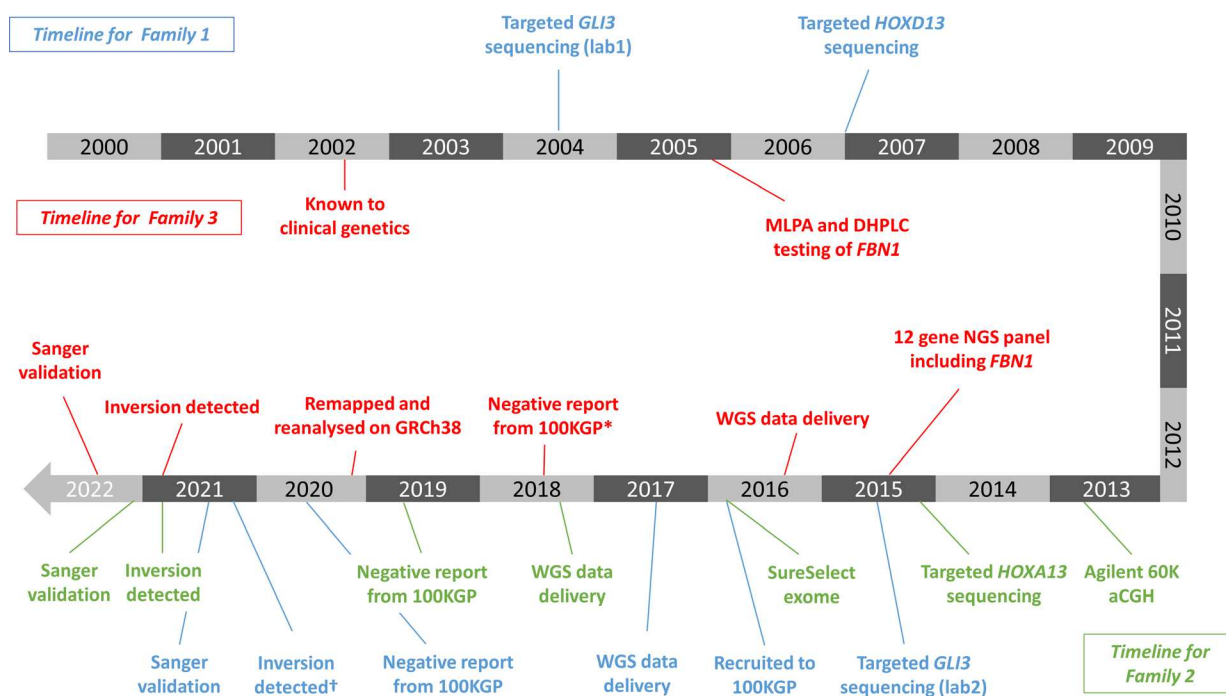 Timeline for Family 1
Targeted GLI3
sequencing (lab1)
Targeted HOXD13
sequencing
2000 2001 2002 2003 2004 2005 2006 2007 2008 2009
Timeline for Family 3
Known to
clinical genetics
MLPA and DHPLC
testing of FBN1
2010
2011
2012
Sanger
validation
Inversion detected
Remapped and
reanalysed on GRCh38
Negative report
from 100KGP*
WGS data delivery
12 gene NGS panel
including FBN1
2022 2021 2020 2019 2018 2017 2016 2015 2014 2013
Sanger
validation
Inversion
detected
Negative report
from 100KGP
WGS data
delivery
SureSelect
exome
Targeted HOXA13
sequencing
Agilent 60K
aCGH
Sanger
validation
Inversion
detected†
Negative report
from 100KGP
WGS data
delivery
Recruited to
100KGP
Targeted GLI3
sequencing (lab2)
Timeline for
Family 2